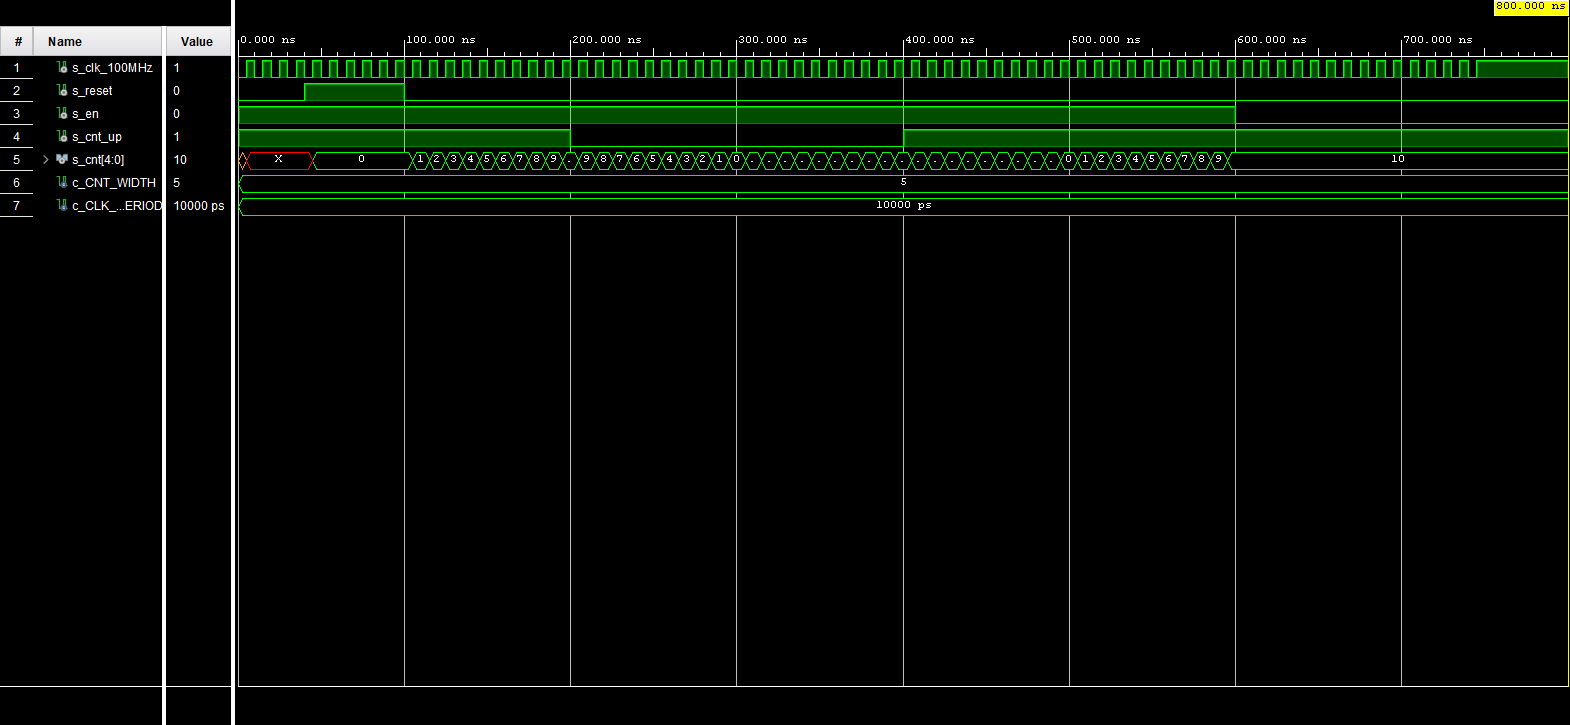 800.000 ns
# Name Value
0.000 ns 100.000 ns 200.000 ns 300.000 ns 400.000 ns 500.000 ns 600.000 ns 700.000 ns
1 s_clk_100MHz 1
2 s_reset 0
3 s_en 0
4 s_cnt_up 1
5 > s_cnt[4:0] 10 X 0 1 2 3 4 5 6 7 8 9 . 9 8 7 6 5 4 3 2 1 0 . . . . . . . . . . . . . . . . . . . 0 1 2 3 4 5 6 7 8 9 10
6 c_CNT_WIDTH 5 5
7 c_CLK_...ERIOD 10000 ps 10000 ps